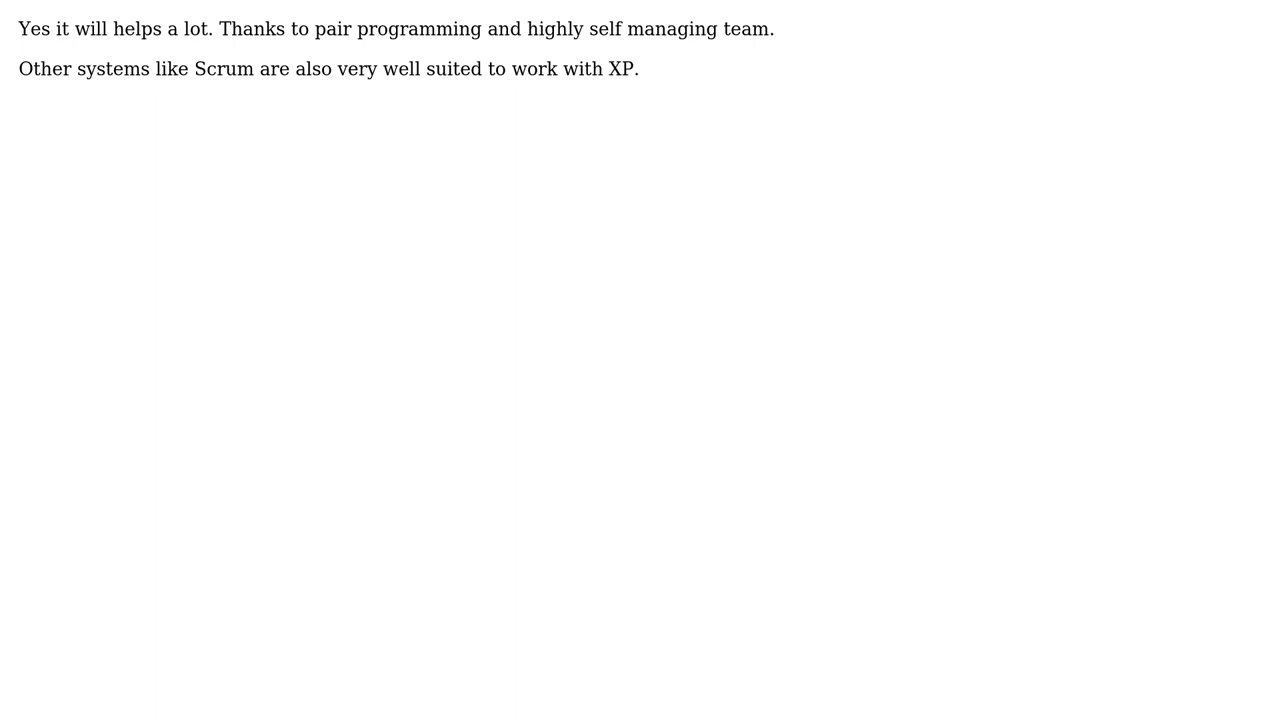 Yes it will helps a lot. Thanks to pair programming and highly self managing team.
Other systems like Scrum are also very well suited to work with XP.